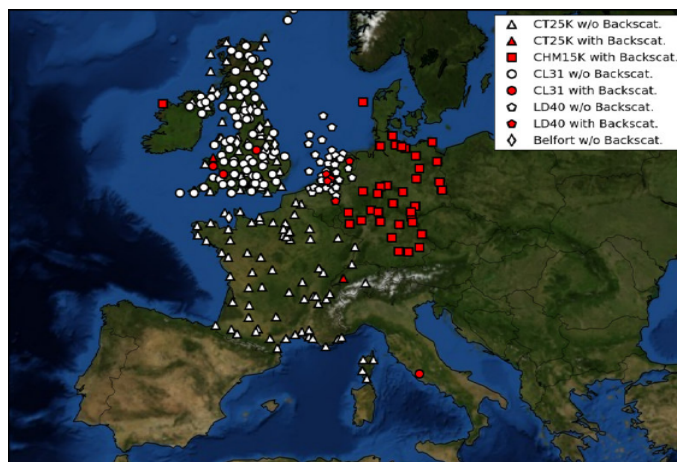 CT25K w/o Backscat.
CT25K with Backscat.
CHM15K with Backscat.
CL31 w/o Backscat.
CL31 with Backscat.
LD40 w/o Backscat.
LD40 with Backscat.
Belfort w/o Backscat.